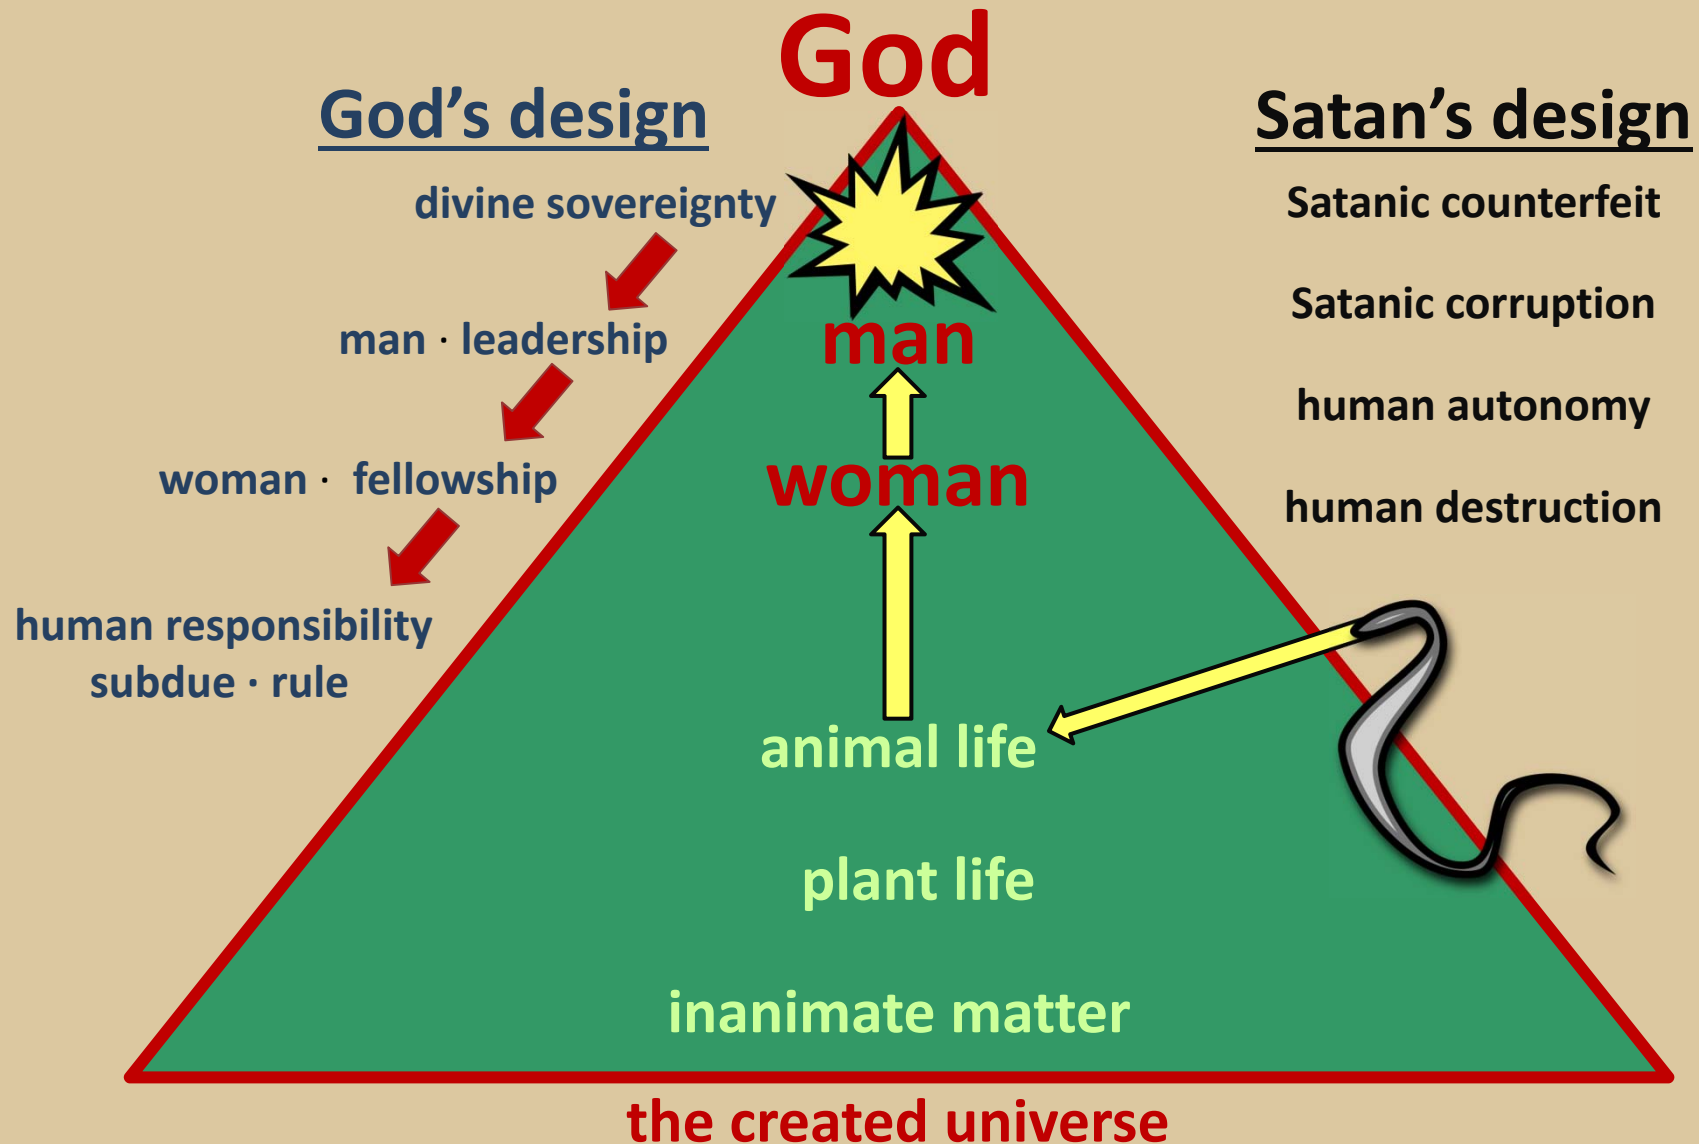 God
God’s design
Satan’s design
divine sovereignty
Satanic counterfeit
Satanic corruption
man · leadership
man
human autonomy
woman · fellowship
woman
human destruction
human responsibility
subdue · rule
animal life
plant life
inanimate matter
the created universe